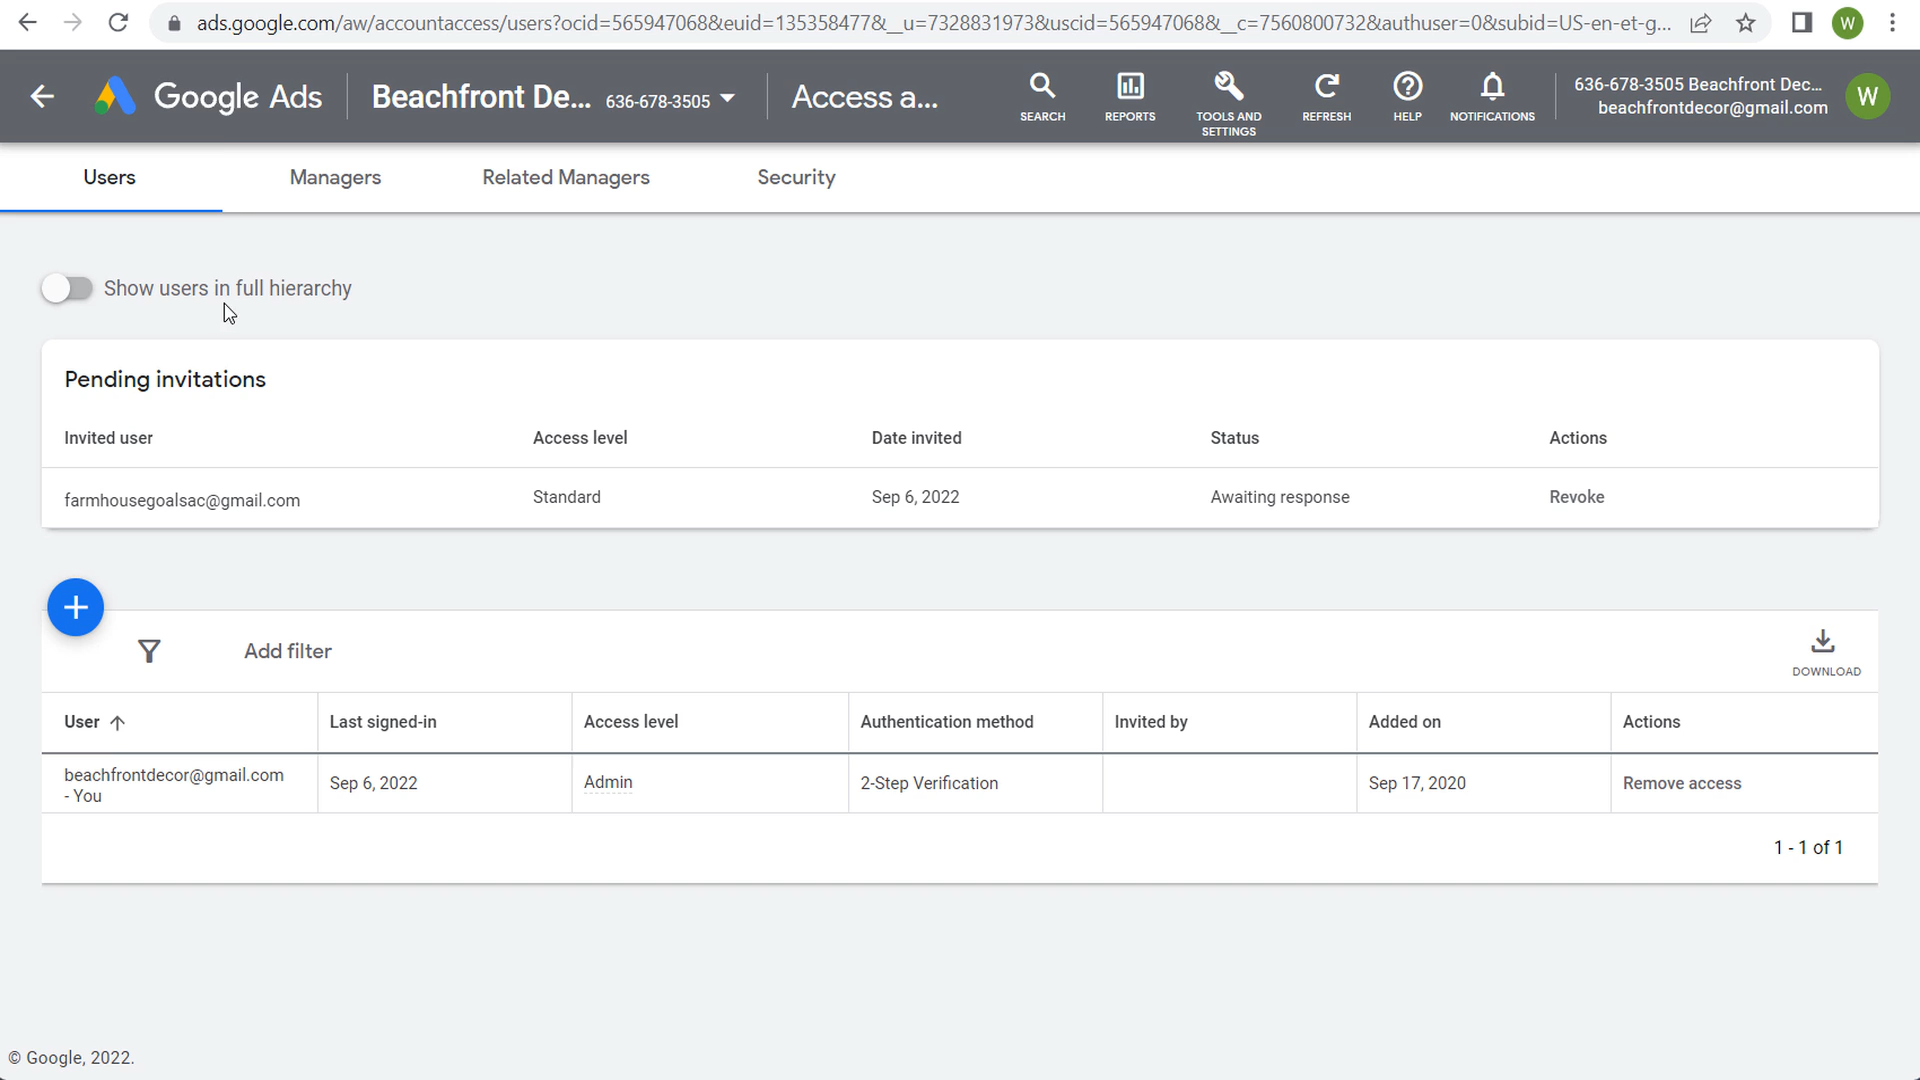 ads.google.com/aw/accountaccess/users?ocid=565947068&euid=135358477&__u=7328831973&uscid=565947068&__c=7560800732&authuser=0&subid=US-en-et-g...
W
Google Ads
Beachfront De... 636-678-3505
Access a...
SEARCH
REPORTS
TOOLS AND
SETTINGS
REFRESH
HELP
NOTIFICATIONS
636-678-3505 Beachfront Dec...
beachfrontdecor@gmail.com
W
Users
Managers
Related Managers
Security
Show users in full hierarchy
Pending invitations
Invited user Access level Date invited Status Actions
farmhousegoalsac@gmail.com Standard Sep 6, 2022 Awaiting response Revoke
Add filter
DOWNLOAD
User Last signed-in Access level Authentication method Invited by Added on Actions
beachfrontdecor@gmail.com
- You
Sep 6, 2022 Admin 2-Step Verification Sep 17, 2020 Remove access
1 - 1 of 1
© Google, 2022.